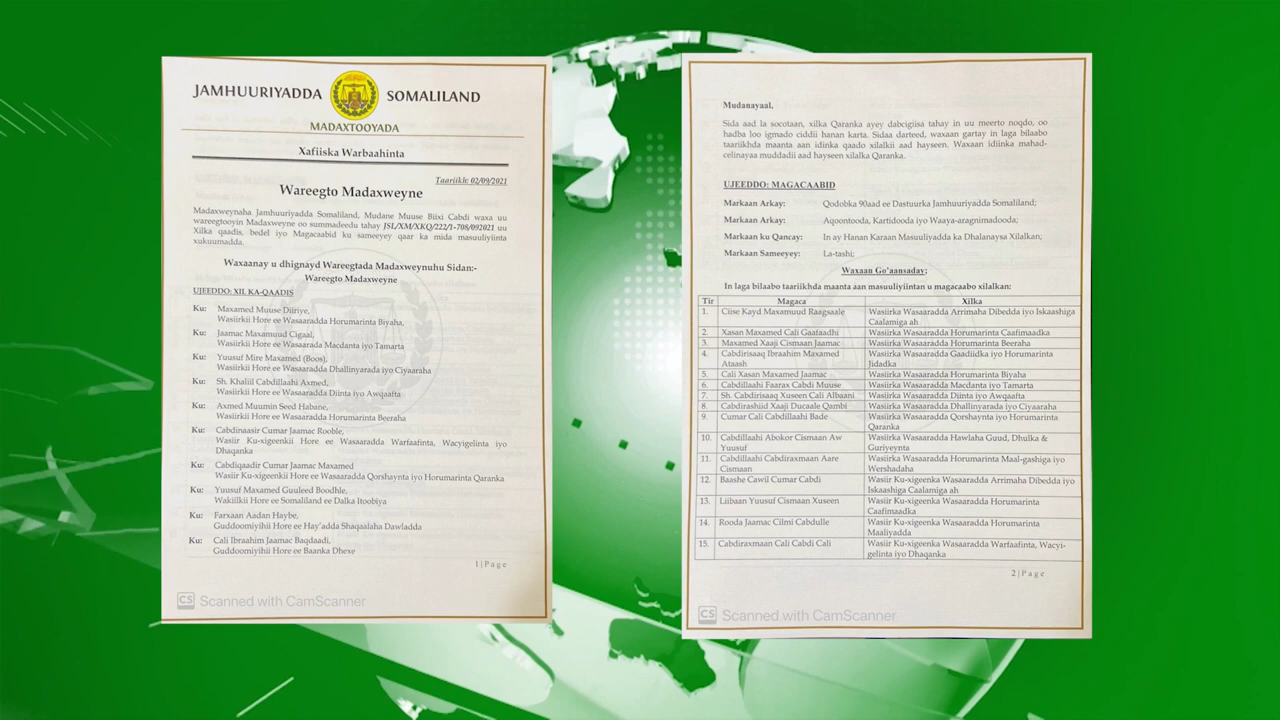 JAMHUURIYADDA SOMALILAND
MADAXTOOYADA
Xafiiska Warbaahinta
Taariikh: 02/09/2021
Wareegto Madaxweyne
Madaxweynaha Jamhuuriyadda Somaliland, Mudane Muuse Biixi Cabdi waxa uu
wareegtooyin Madaxweyne oo summadeedu tahay JSL/XM/XKQ/222/1-708/092021 uu
Xilka qaadis, bedel iyo Magacaabid ku sameeyey qaar ka mida masuuliyiinta
xukuumadda.
Waxaanay u dhignayd Wareegtada Madaxweynuhu Sidan:-
Wareegto Madaxweyne
UJEEDDO: XIL KA-QAADIS
Ku: Maxamed Muuse Diiriye,
Wasiirkii Hore ee Wasaaradda Horumarinta Biyaha,
Ku: Jaamac Maxamuud Cigaal,
Wasiirkii Hore ee Wasaarada Macdanta iyo Tamarta
Ku: Yuusuf Mire Maxamed (Boos),
Wasiirkii Hore ee Wasaaradda Dhallinyarada iyo Ciyaaraha
Ku: Sh. Khaliil Cabdillaahi Axmed,
Wasiirkii Hore ee Wasaaradda Diinta iyo Awqaafta
Ku: Axmed Muumin Seed Habane,
Wasiirkii Hore ee Wasaaradda Horumarinta Beeraha
Ku: Cabdinaasir Cumar Jaamac Rooble,
Wasiir Ku-xigeenkii Hore ee Wasaaradda Warfaafinta, Wacyigelinta iyo
Dhaqanka
Ku: Cabdiqaadir Cumar Jaamac Maxamed
Wasiir Ku-xigeenkii Hore ee Wasaaradda Qorshaynta iyo Horumarinta Qaranka
Ku: Yuusuf Maxamed Guuleed Boodhle,
Wakiilkii Hore ee Somaliland ee Dalka Itoobiya
Ku: Farxaan Aadan Haybe,
Guddoomiyihii Hore ee Hay'adda Shaqaalaha Dawladda
Ku: Cali Ibraahim Jaamac Baqdaadi,
Guddoomiyihii Hore ee Baanka Dhexe
1 | Page
CS Scanned with CamScanner
Mudanayaal,
Sida aad la socotaan, xilka Qaranka ayey dabcigiisa tahay in uu meerto noqdo, oo
hadba loo igmado ciddii hanan karta. Sidaa darteed, waxaan gartay in laga bilaabo
taariikhda maanta aan idinka qaado xilalkii aad hayseen. Waxaan idiinka mahad-
celinayaa muddadii aad hayseen xilalka Qaranka.
UJEEDDO: MAGACAABID
Markaan Arkay: Qodobka 90aad ee Dastuurka Jamhuuriyadda Somaliland;
Markaan Arkay: Aqoontooda, Kartidooda iyo Waaya-aragnimadooda;
Markaan ku Qancay: In ay Hanan Karaan Masuuliyadda ka Dhalanaysa Xilalkan;
Markaan Sameeyey: La-tashi;
Waxaan Go'aansaday;
In laga bilaabo taariikhda maanta aan masuuliyiintan u magacaabo xilalkan:
Tir Magaca Xilka
1. Ciise Kayd Maxamuud Raagsaale Wasiirka Wasaaradda Arrimaha Dibedda iyo Iskaashiga
Caalamiga ah
2. Xasan Maxamed Cali Gaafaadhi Wasiirka Wasaaradda Horumarinta Caafimaadka
3. Maxamed Xaaji Cismaan Jaamac Wasiirka Wasaaradda Horumarinta Beeraha
4. Cabdirisaaq Ibraahim Maxamed Wasiirka Wasaaradda Gaadiidka iyo Horumarinta
Ataash Jidadka
5. Cali Xasan Maxamed Jaamac Wasiirka Wasaaradda Horumarinta Biyaha
6. Cabdillaahi Faarax Cabdi Muuse Wasiirka Wasaaradda Macdanta iyo Tamarta
7. Sh. Cabdirisaaq Xuseen Cali Albaani Wasiirka Wasaaradda Diinta iyo Awqaafta
8. Cabdirashiid Xaaji Ducaale Qambi Wasiirka Wasaaradda Dhallinyarada iyo Ciyaaraha
9. Cumar Cali Cabdillaahi Bade Wasiirka Wasaaradda Qorshaynta iyo Horumarinta
Qaranka
10. Cabdillaahi Abokor Cismaan Aw Wasiirka Wasaaradda Hawlaha Guud, Dhulka &
Yuusuf Guriyeynta
11. Cabdillaahi Cabdiraxmaan Aare Wasiirka Wasaaradda Horumarinta Maal-gashiga iyo
Cismaan Wershadaha
12. Baashe Cawil Cumar Cabdi Wasiir Ku-xigeenka Wasaaradda Arrimaha Dibedda iyo
Iskaashiga Caalamiga ah
13. Liibaan Yuusuf Cismaan Xuseen Wasiir Ku-xigeenka Wasaaradda Horumarinta
Caafimaadka
14. Rooda Jaamac Cilmi Cabdulle Wasiir Ku-xigeenka Wasaaradda Horumarinta
Maaliyadda
15. Cabdiraxmaan Cali Cabdi Cali Wasiir Ku-xigeenka Wasaaradda Warfaafinta, Wacyi-
gelinta iyo Dhaqanka
2 | Page
CS Scanned with CamScanner